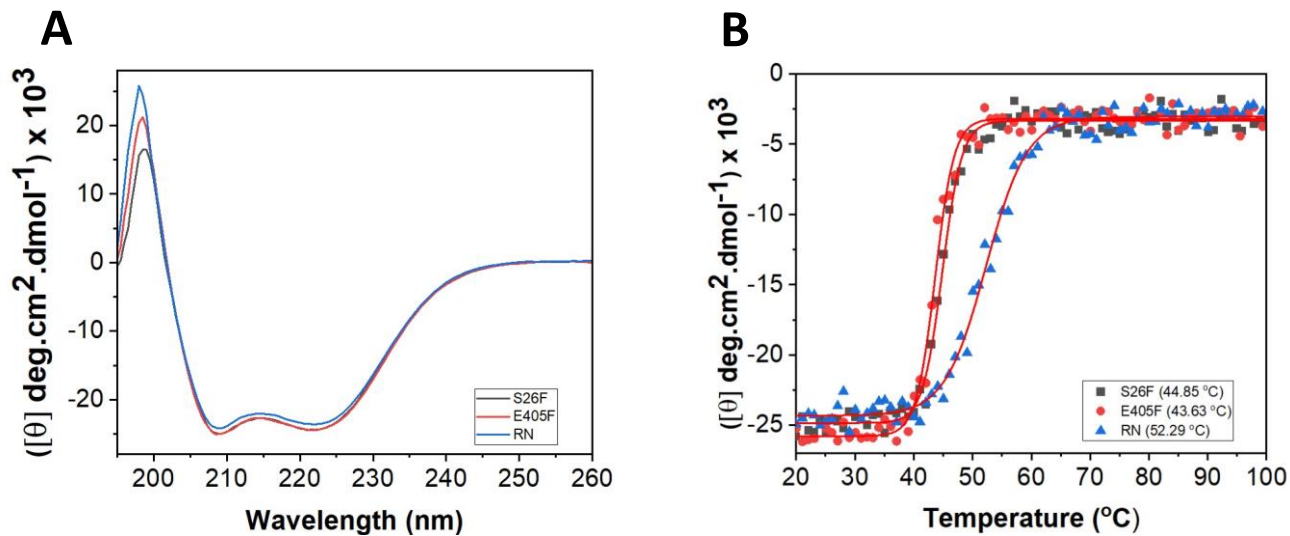 A
([θ] deg.cm² .dmol⁻¹) x 10³
20
10
0
-10
-20
200 210 220 230 240 250 260
Wavelength (nm)
S26F
E405F
RN
B
([θ] deg.cm² .dmol⁻¹) x 10³
0
-5
-10
-15
-20
-25
20 30 40 50 60 70 80 90 100
Temperature (°C)
S26F (44.85 °C)
E405F (43.63 °C)
RN (52.29 °C)